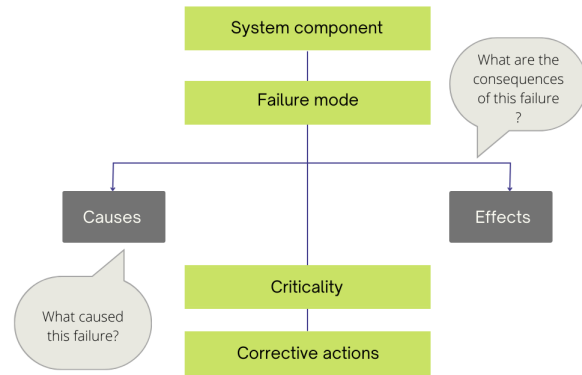 System component
What are the
consequences
of this failure
?
Failure mode
Causes
Effects
What caused
this failure?
Criticality
Corrective actions